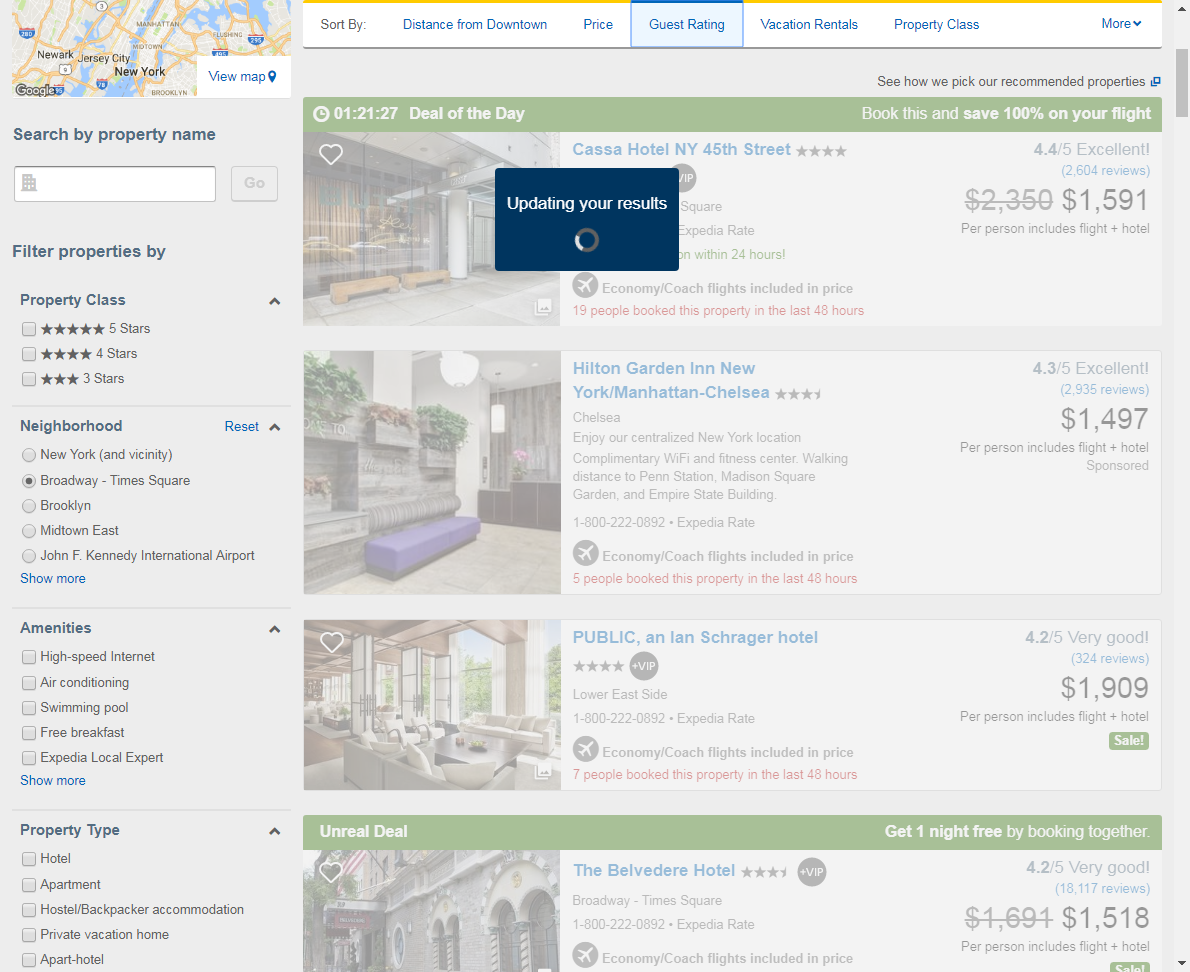 MANHATTAN
FLUSHING
280
3
295
495
MIDTOWN
Newark
Jersey City
9
New York
78
BROOKLYN
Google
95
View map
Search by property name
Go
Filter properties by
Property Class
5 Stars
4 Stars
3 Stars
Neighborhood
Reset
New York (and vicinity)
Broadway - Times Square
Brooklyn
Midtown East
John F. Kennedy International Airport
Show more
Amenities
High-speed Internet
Air conditioning
Swimming pool
Free breakfast
Expedia Local Expert
Show more
Property Type
Hotel
Apartment
Hostel/Backpacker accommodation
Private vacation home
Apart-hotel
Sort By: Distance from Downtown Price Guest Rating Vacation Rentals Property Class More
See how we pick our recommended properties
01:21:27 Deal of the Day Book this and save 100% on your flight
Cassa Hotel NY 45th Street
VIP
Square
Expedia Rate
on within 24 hours!
Economy/Coach flights included in price
19 people booked this property in the last 48 hours
4.4/5 Excellent!
(2,604 reviews)
$2,350 $1,591
Per person includes flight + hotel
Updating your results
Hilton Garden Inn New
York/Manhattan-Chelsea
Chelsea
Enjoy our centralized New York location
Complimentary WiFi and fitness center. Walking
distance to Penn Station, Madison Square
Garden, and Empire State Building.
1-800-222-0892 • Expedia Rate
Economy/Coach flights included in price
5 people booked this property in the last 48 hours
4.3/5 Excellent!
(2,935 reviews)
$1,497
Per person includes flight + hotel
Sponsored
PUBLIC, an Ian Schrager hotel
+VIP
Lower East Side
1-800-222-0892 • Expedia Rate
Economy/Coach flights included in price
7 people booked this property in the last 48 hours
4.2/5 Very good!
(324 reviews)
$1,909
Per person includes flight + hotel
Sale!
Unreal Deal Get 1 night free by booking together.
The Belvedere Hotel +VIP
Broadway - Times Square
1-800-222-0892 • Expedia Rate
Economy/Coach flights included in price
4.2/5 Very good!
(18,117 reviews)
$1,691 $1,518
Per person includes flight + hotel
Sale!